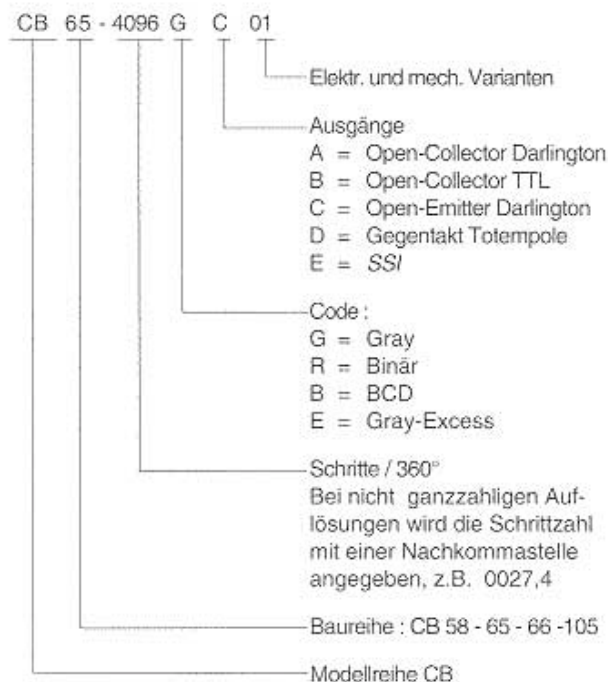 CB 65 - 4096 G C 01
Elektr. und mech. Varianten
Ausgänge
A = Open-Collector Darlington
B = Open-Collector TTL
C = Open-Emitter Darlington
D = Gegentakt Totempole
E = SSI
Code :
G = Gray
R = Binär
B = BCD
E = Gray-Excess
Schritte / 360°
Bei nicht ganzzahligen Auf-
lösungen wird die Schrittzahl
mit einer Nachkommastelle
angegeben, z.B. 0027,4
Baureihe : CB 58 - 65 - 66 -105
Modellreihe CB